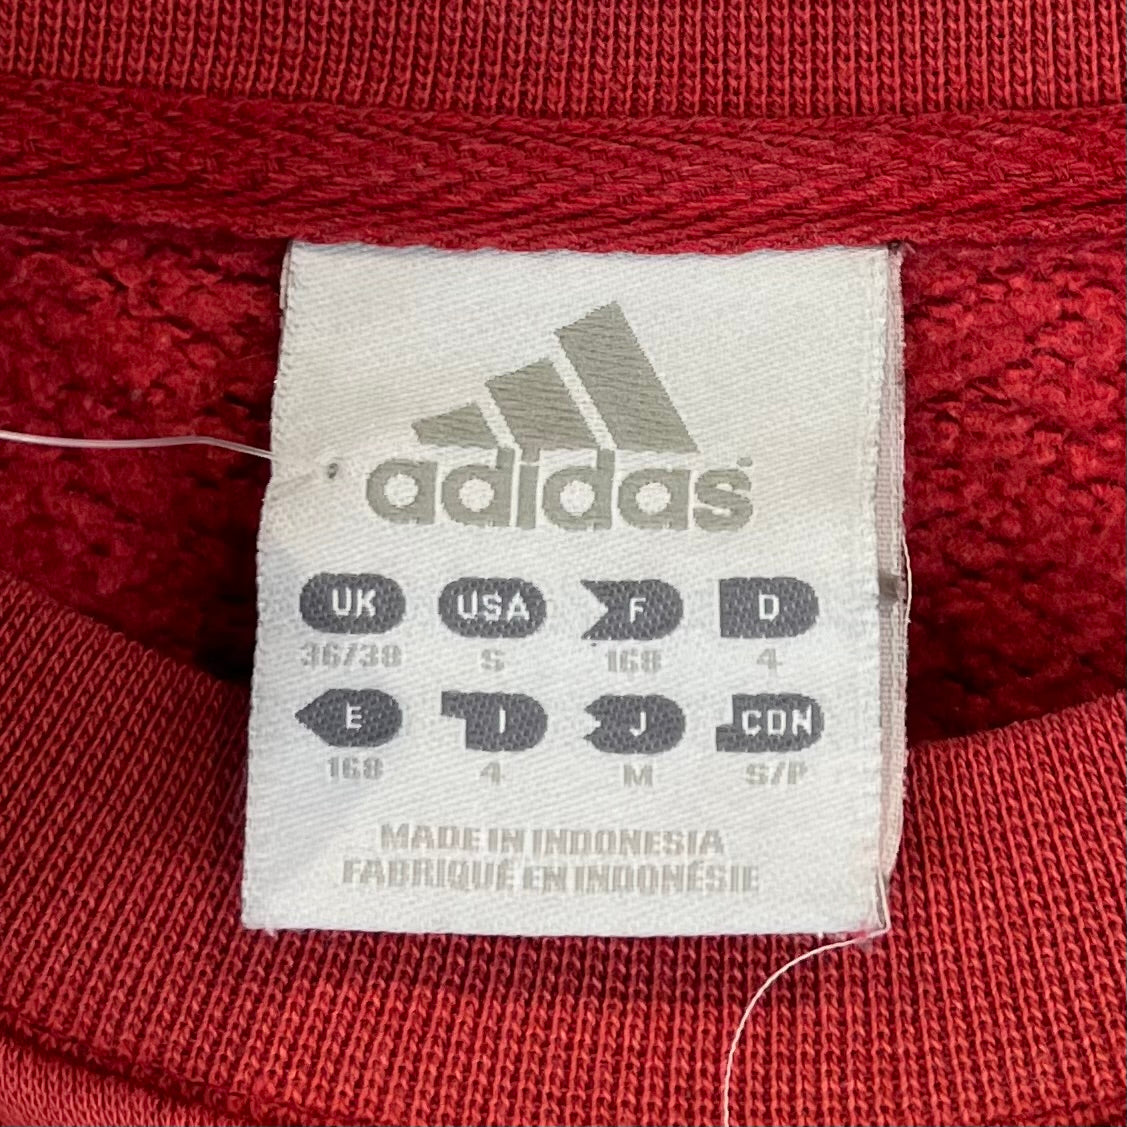 adidas
UK USA F D
36/38 S 168 4
E I J CDN
168 4 M S/P
MADE IN INDONESIA
FABRIQUÉ EN INDONÉSIE